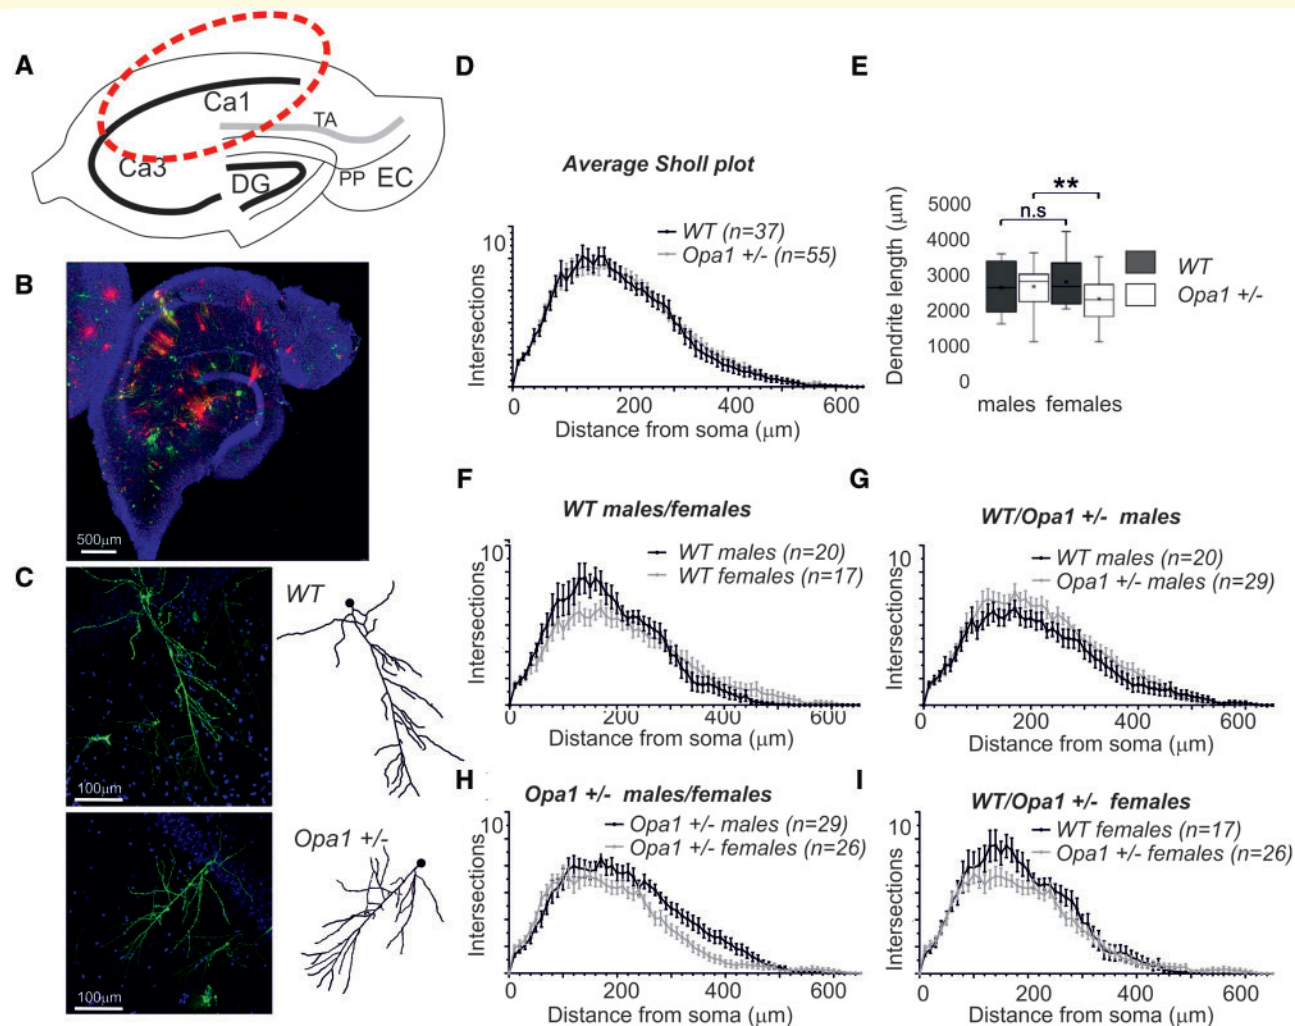 A
Ca1
TA
Ca3
DG
PP
EC
B
500µm
C
WT
100µm
Opa1 +/-
100µm
D
Average Sholl plot
10
WT (n=37)
Opa1 +/- (n=55)
Intersections
0
200
400
600
Distance from soma (µm)
E
**
n.s
5000
4000
3000
2000
1000
0
Dendrite length (µm)
WT
Opa1 +/-
males females
F
WT males/females
10
WT males (n=20)
WT females (n=17)
Intersections
0
200
400
600
Distance from soma (µm)
G
WT/Opa1 +/- males
10
WT males (n=20)
Opa1 +/- males (n=29)
Intersections
0
200
400
600
Distance from soma (µm)
H
Opa1 +/- males/females
10
Opa1 +/- males (n=29)
Opa1 +/- females (n=26)
Intersections
0
200
400
600
Distance from soma (µm)
I
WT/Opa1 +/- females
10
WT females (n=17)
Opa1 +/- females (n=26)
Intersections
0
200
400
600
Distance from soma (µm)